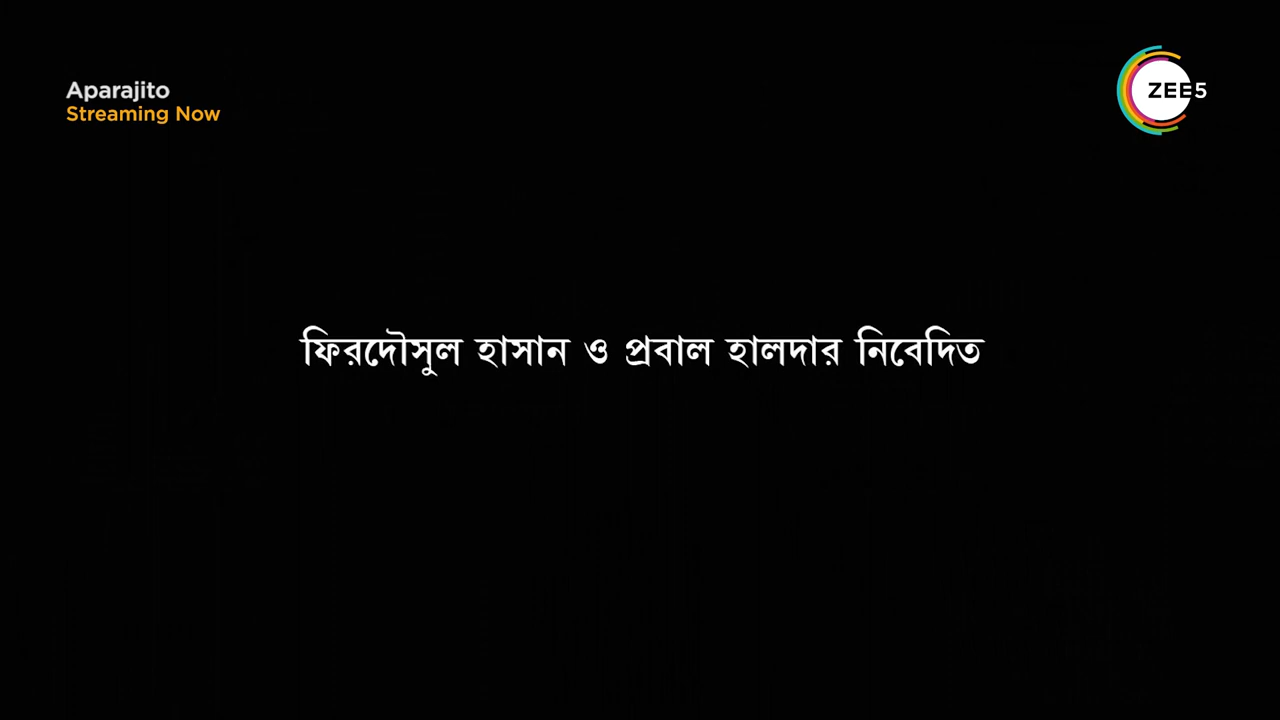 Aparajito
Streaming Now
ZEE5
ফিরদৌসুল হাসান ও প্রবাল হালদার নিবেদিত